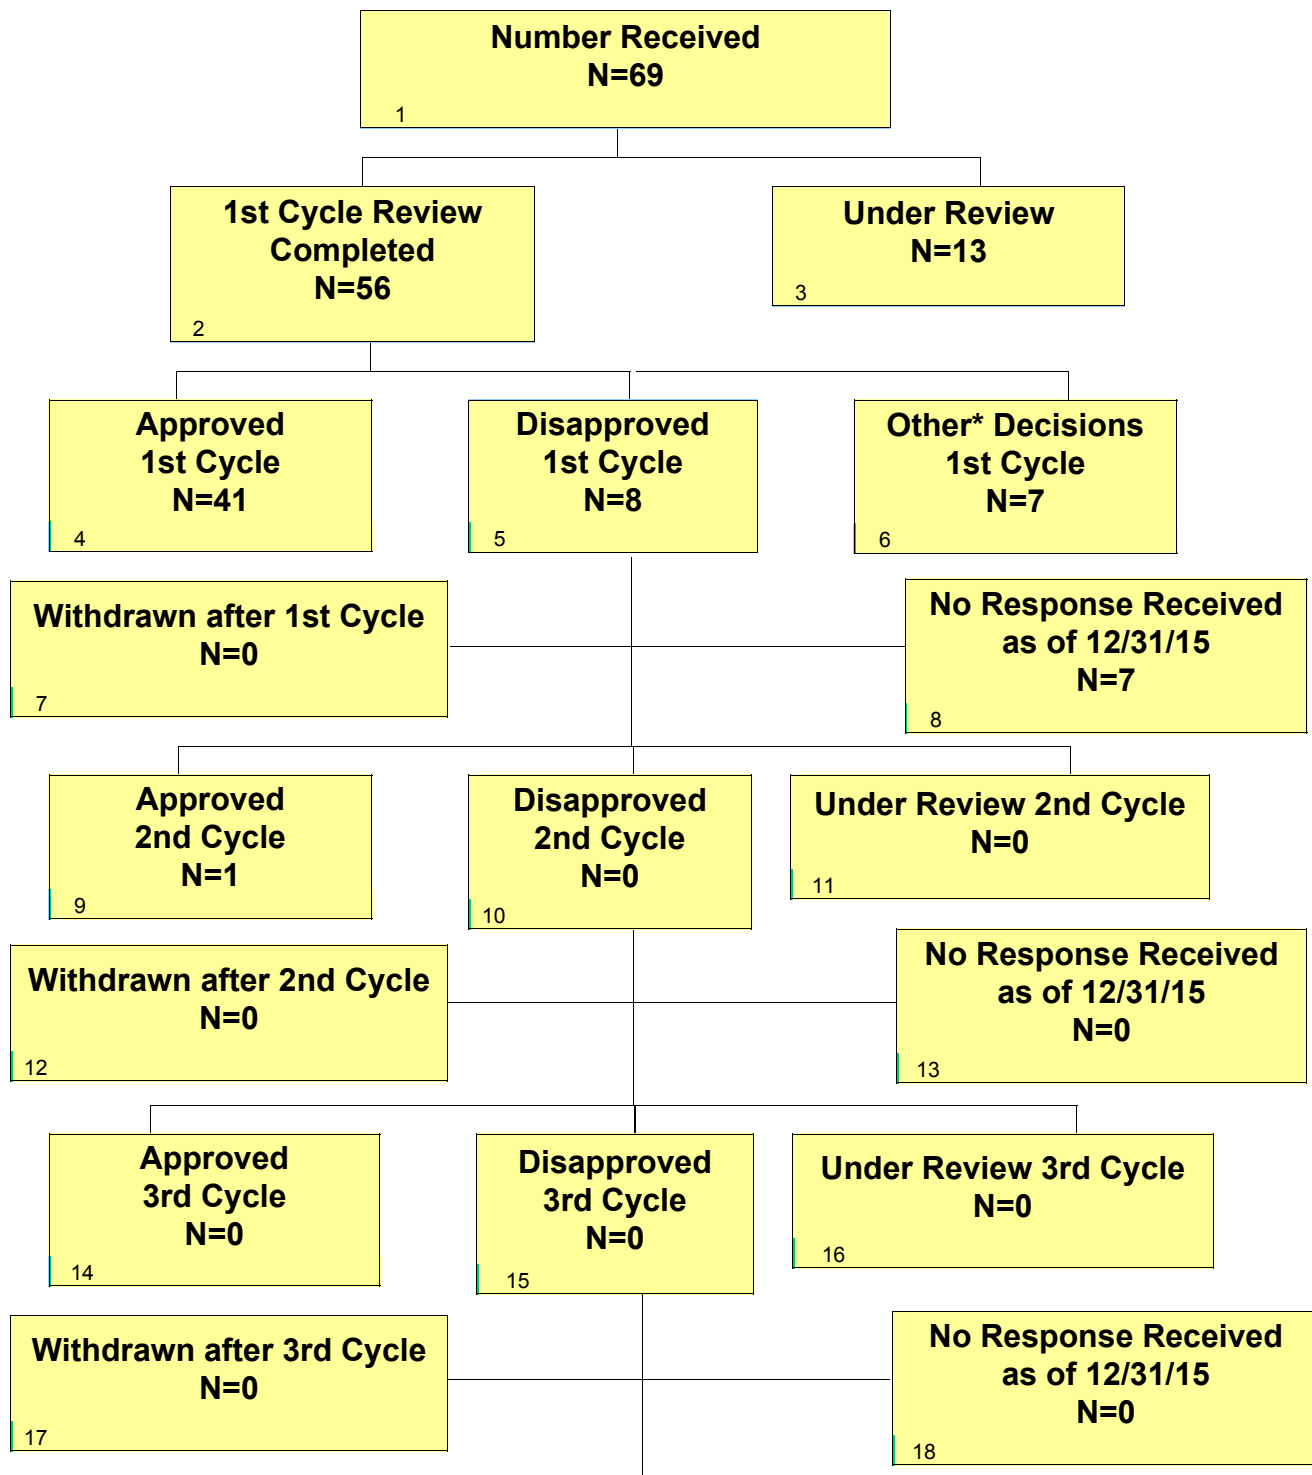 Number Received
N=69
1
1st Cycle Review
Completed
N=56
2
Under Review
N=13
3
Approved
1st Cycle
N=41
4
Disapproved
1st Cycle
N=8
5
Other* Decisions
1st Cycle
N=7
6
Withdrawn after 1st Cycle
N=0
7
No Response Received
as of 12/31/15
N=7
8
Approved
2nd Cycle
N=1
9
Disapproved
2nd Cycle
N=0
10
Under Review 2nd Cycle
N=0
11
Withdrawn after 2nd Cycle
N=0
12
No Response Received
as of 12/31/15
N=0
13
Approved
3rd Cycle
N=0
14
Disapproved
3rd Cycle
N=0
15
Under Review 3rd Cycle
N=0
16
Withdrawn after 3rd Cycle
N=0
17
No Response Received
as of 12/31/15
N=0
18